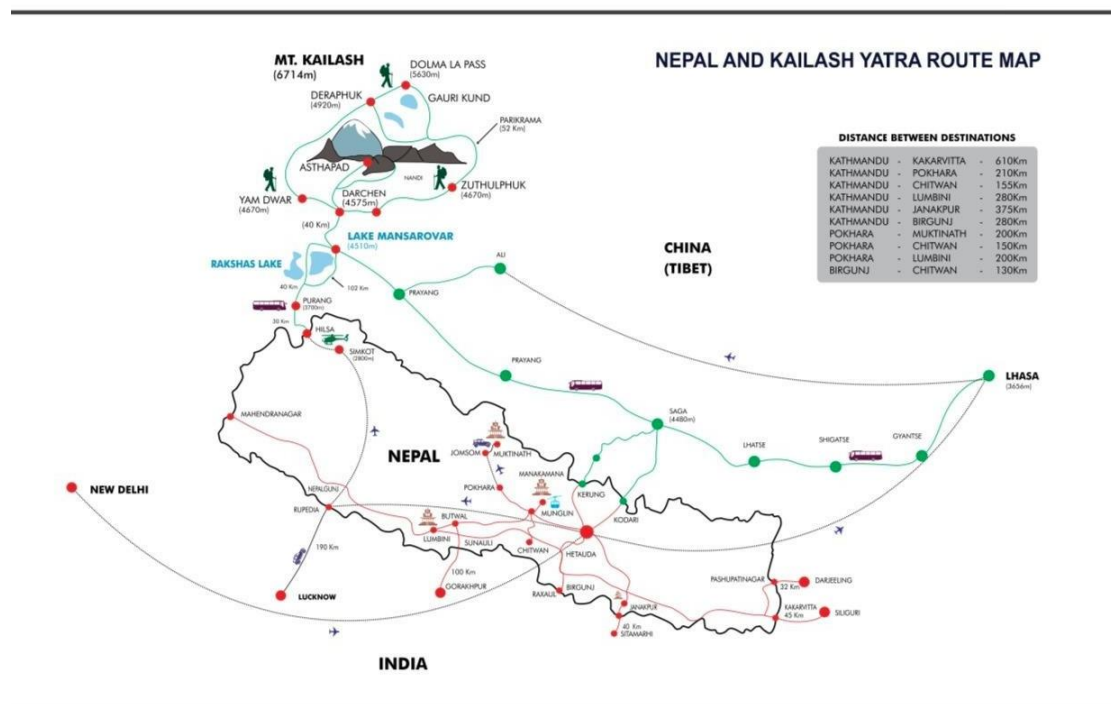 NEPAL AND KAILASH YATRA ROUTE MAP
MT. KAILASH
(6714m)
DOLMA LA PASS
(5630m)
DERAPHUK
(4920m)
GAURI KUND
PARIKRAMA
(52 Km)
ASTHAPAD
NANDI
ZUTHULPHUK
(4670m)
YAM DWAR
(4670m)
DARCHEN
(4575m)
(40 Km)
LAKE MANSAROVAR
(4510m)
RAKSHAS LAKE
40 Km
102 Km
PURANG
(3700m)
30 Km
HILSA
SIMKOT
(2800m)
DISTANCE BETWEEN DESTINATIONS
KATHMANDU - KAKARVITTA - 610Km
KATHMANDU - POKHARA - 210Km
KATHMANDU - CHITWAN - 155Km
KATHMANDU - LUMBINI - 280Km
KATHMANDU - JANAKPUR - 375Km
KATHMANDU - BIRGUNJ - 280Km
POKHARA - MUKTINATH - 200Km
POKHARA - CHITWAN - 150Km
POKHARA - LUMBINI - 200Km
BIRGUNJ - CHITWAN - 130Km
CHINA
(TIBET)
ALI
PRAYANG
PRAYANG
LHASA
(3656m)
SAGA
(4480m)
LHATSE
SHIGATSE
GYANTSE
MAHENDRANAGAR
NEPAL
JOMSOM
MUKTINATH
POKHARA
MANAKAMANA
MUNGLIN
KERUNG
KODARI
NEW DELHI
NEPALGUNJ
RUPEDIA
190 Km
LUCKNOW
BUTWAL
LUMBINI
SUNAULI
CHITWAN
HETAUDA
100 Km
GORAKHPUR
RAXAUL
BIRGUNJ
JANAKPUR
40 Km
SITAMARHI
PASHUPATINAGAR
32 Km
DARJEELING
KAKARVITTA
45 Km
SILIGURI
INDIA